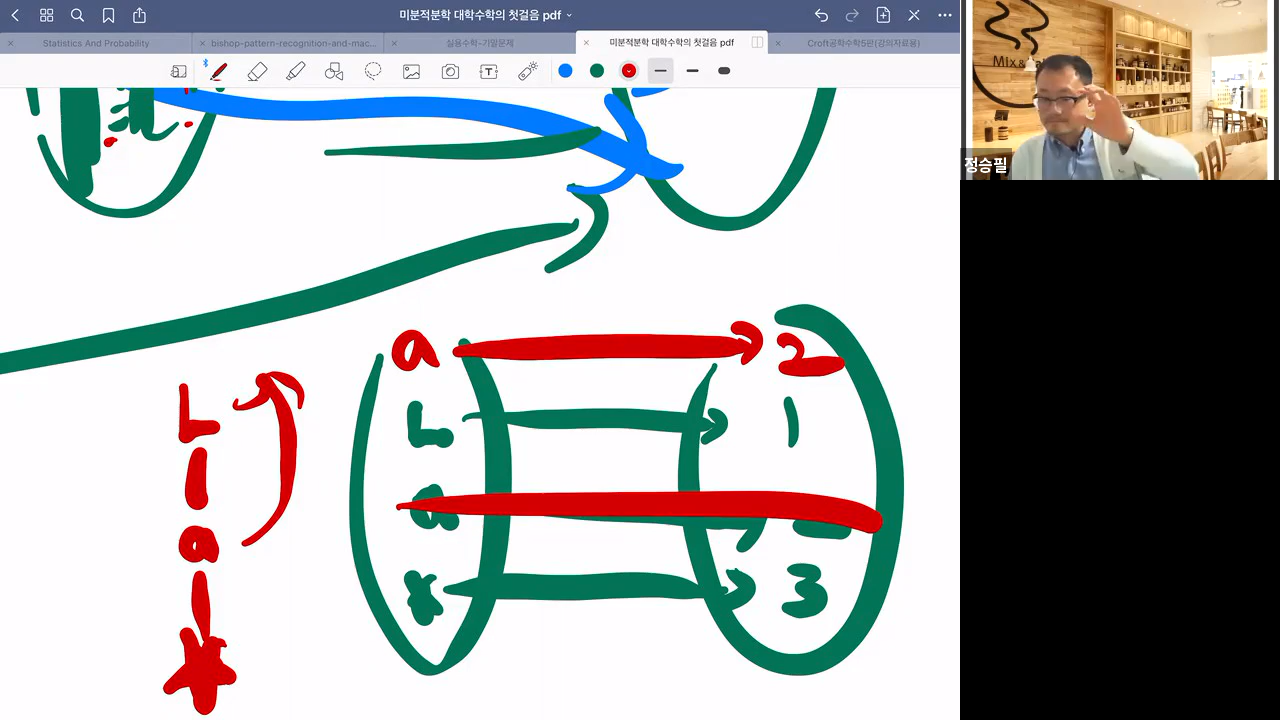 미분적분학 대학수학의 첫걸음 pdf
Statistics And Probability
bishop-pattern-recognition-and-mac...
실용수학-기말문제
미분적분학 대학수학의 첫걸음 pdf
Croft공학수학5판(강의자료용)
정승필
a 2
b 1
a 2
x 3
b
a
x